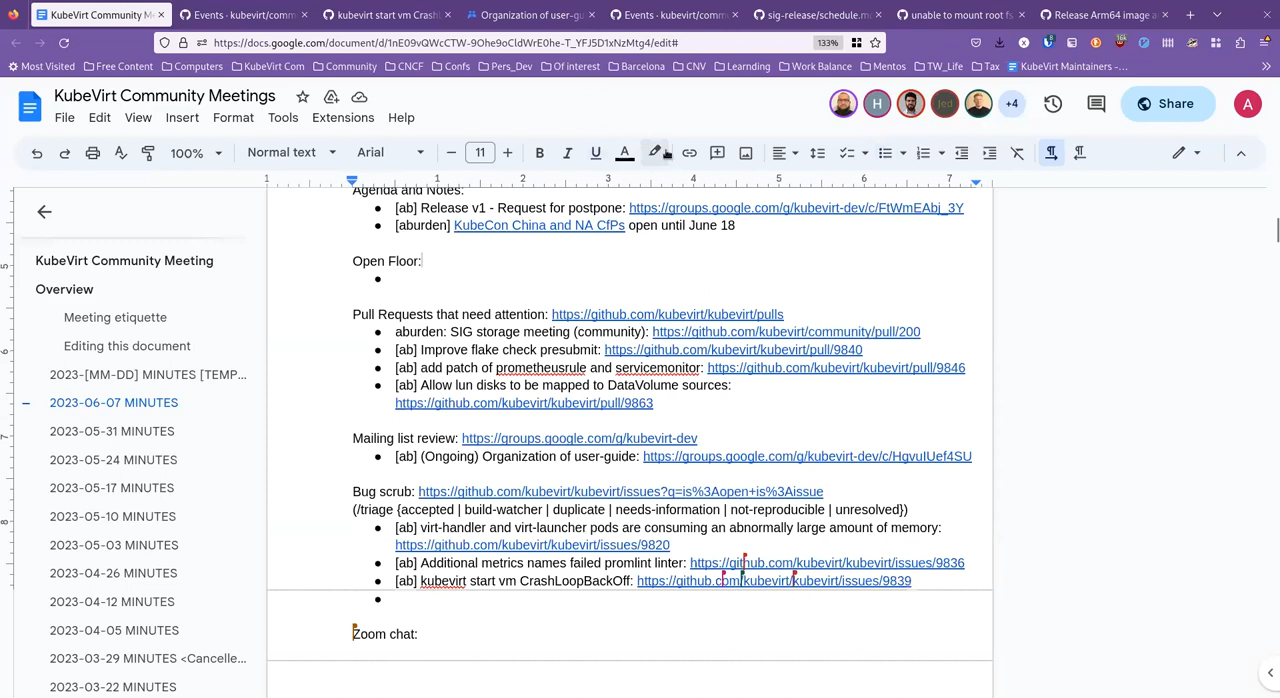 KubeVirt Community M
Events · kubevirt/comm
kubevirt start vm Crash
Organization of user-gu
Events · kubevirt/comm
sig-release/schedule.m
unable to mount root fs
Release Arm64 image a
https://docs.google.com/document/d/1nE09vQWcCTW-9Ohe9oCldWrE0he-T_YFJ5D1xNzMtg4/edit#
133%
Most Visited
Free Content
Computers
KubeVirt Com
Community
CNCF
Confs
Pers_Dev
Of interest
Barcelona
CNV
Learnding
Work Balance
Mentos
TW_Life
Tax
KubeVirt Maintainers -...
KubeVirt Community Meetings
File Edit View Insert Format Tools Extensions Help
H
Jed
+4
Share
A
100%
Normal text
Arial
11
B I U A
1 1 2 3 4 5 6 7
KubeVirt Community Meeting
Overview
Meeting etiquette
Editing this document
2023-[MM-DD] MINUTES [TEMP...
2023-06-07 MINUTES
2023-05-31 MINUTES
2023-05-24 MINUTES
2023-05-17 MINUTES
2023-05-10 MINUTES
2023-05-03 MINUTES
2023-04-26 MINUTES
2023-04-12 MINUTES
2023-04-05 MINUTES
2023-03-29 MINUTES <Cancelle...
2023-03-22 MINUTES
5
6
7
8
Agenda and Notes:
● [ab] Release v1 - Request for postpone: https://groups.google.com/g/kubevirt-dev/c/FtWmEAbj_3Y
● [aburden] KubeCon China and NA CfPs open until June 18
Open Floor:
●
Pull Requests that need attention: https://github.com/kubevirt/kubevirt/pulls
● aburden: SIG storage meeting (community): https://github.com/kubevirt/community/pull/200
● [ab] Improve flake check presubmit: https://github.com/kubevirt/kubevirt/pull/9840
● [ab] add patch of prometheusrule and servicemonitor: https://github.com/kubevirt/kubevirt/pull/9846
● [ab] Allow lun disks to be mapped to DataVolume sources:
https://github.com/kubevirt/kubevirt/pull/9863
Mailing list review: https://groups.google.com/g/kubevirt-dev
● [ab] (Ongoing) Organization of user-guide: https://groups.google.com/g/kubevirt-dev/c/HgvuIUef4SU
Bug scrub: https://github.com/kubevirt/kubevirt/issues?q=is%3Aopen+is%3Aissue
(/triage {accepted | build-watcher | duplicate | needs-information | not-reproducible | unresolved})
● [ab] virt-handler and virt-launcher pods are consuming an abnormally large amount of memory:
https://github.com/kubevirt/kubevirt/issues/9820
● [ab] Additional metrics names failed promlint linter: https://github.com/kubevirt/kubevirt/issues/9836
● [ab] kubevirt start vm CrashLoopBackOff: https://github.com/kubevirt/kubevirt/issues/9839
●
Zoom chat: